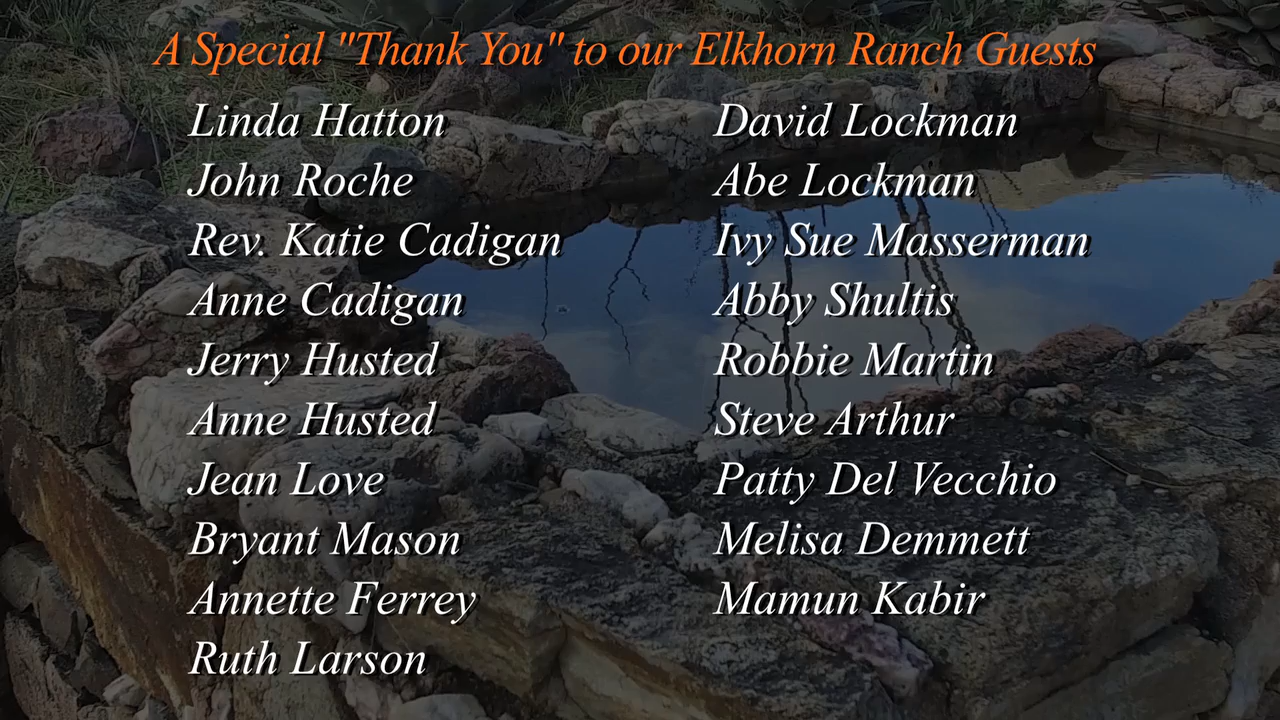 A Special "Thank You" to our Elkhorn Ranch Guests
Linda Hatton
John Roche
Rev. Katie Cadigan
Anne Cadigan
Jerry Husted
Anne Husted
Jean Love
Bryant Mason
Annette Ferrey
Ruth Larson
David Lockman
Abe Lockman
Ivy Sue Masserman
Abby Shultis
Robbie Martin
Steve Arthur
Patty Del Vecchio
Melisa Demmett
Mamun Kabir